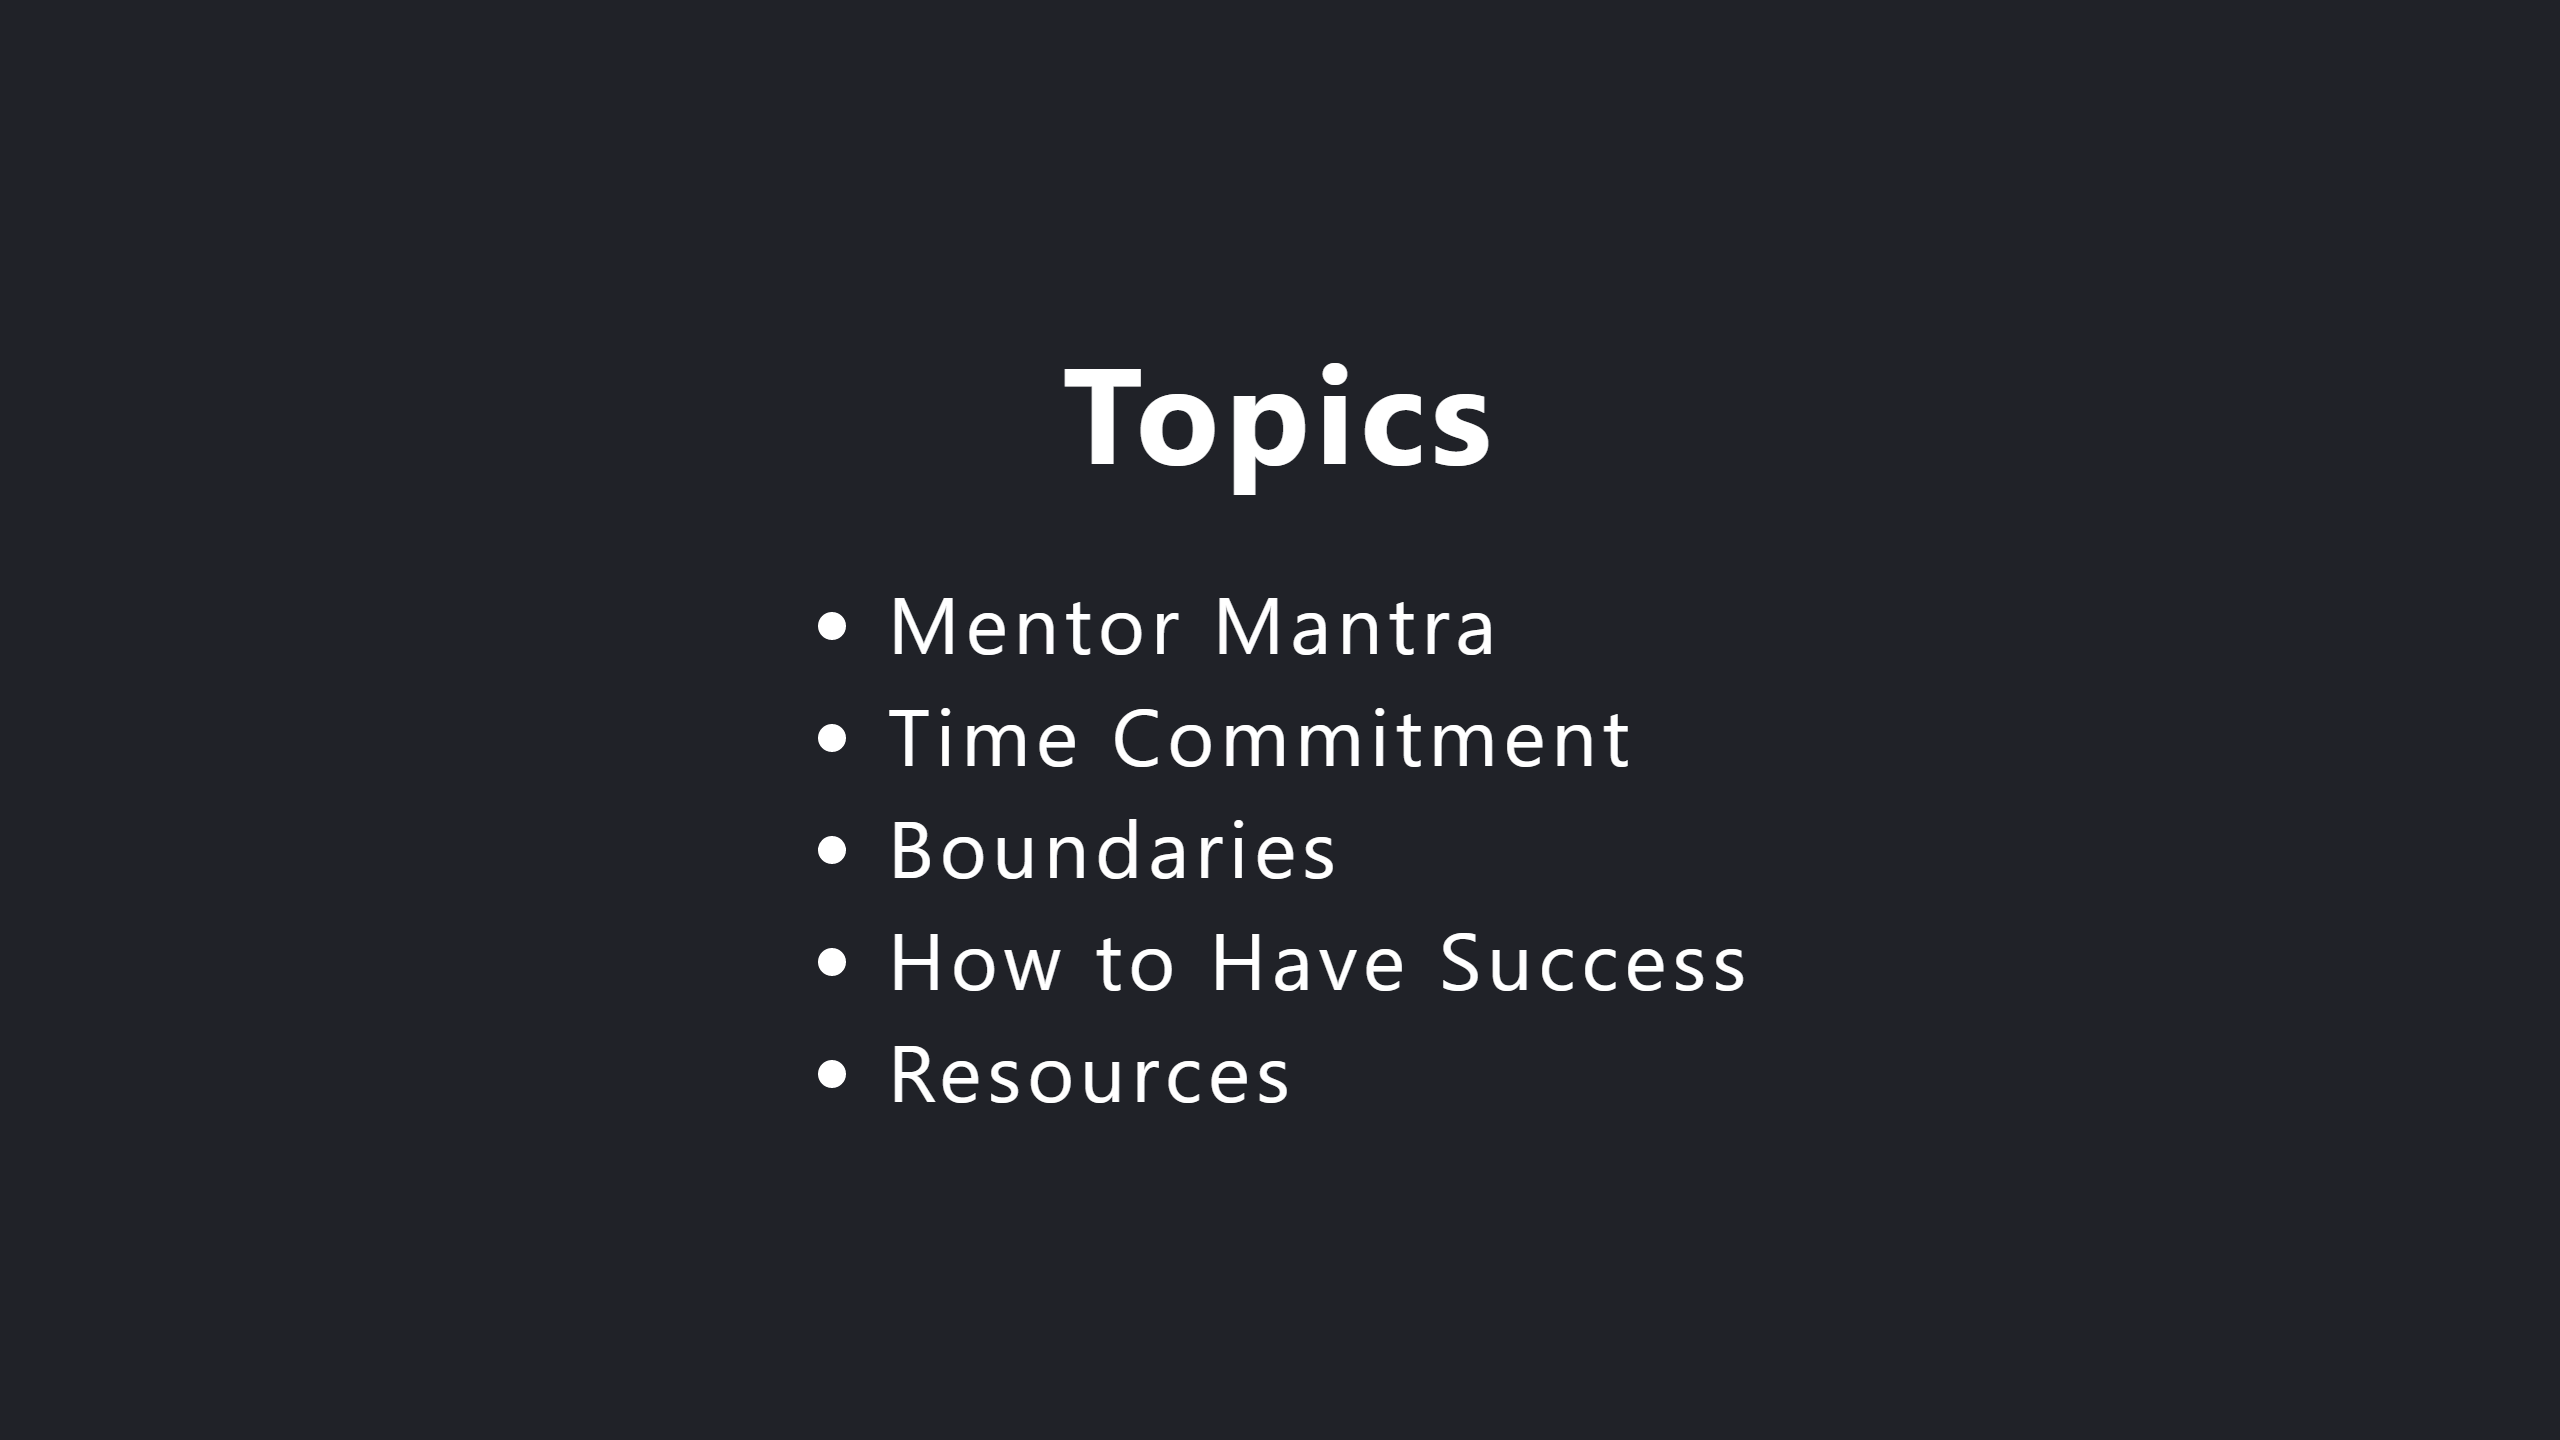 Topics
• Mentor Mantra
• Time Commitment
• Boundaries
• How to Have Success
• Resources